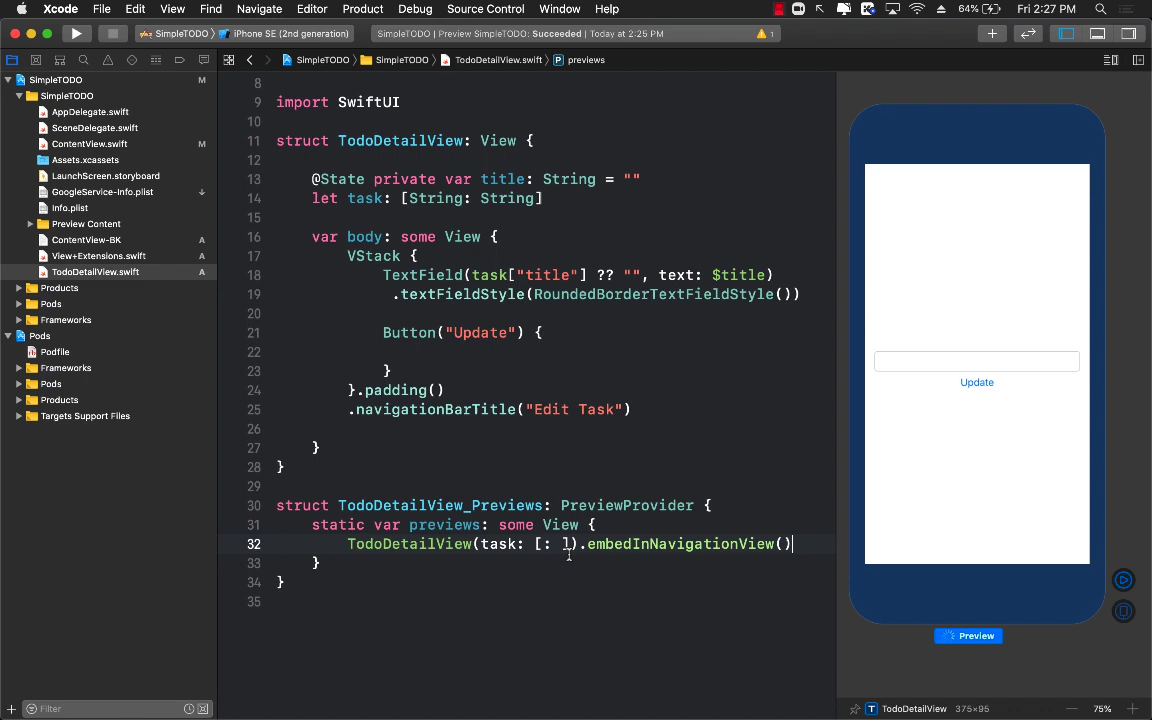 Xcode File Edit View Find Navigate Editor Product Debug Source Control Window Help 64% Fri 2:27 PM
SimpleTODO 〉 iPhone SE (2nd generation) SimpleTODO | Preview SimpleTODO: Succeeded | Today at 2:25 PM 1
SimpleTODO 〉 SimpleTODO 〉 TodoDetailView.swift 〉 P previews
SimpleTODO M
SimpleTODO
AppDelegate.swift
SceneDelegate.swift
ContentView.swift M
Assets.xcassets
LaunchScreen.storyboard
GoogleService-Info.plist
Info.plist
Preview Content
ContentView-BK A
View+Extensions.swift A
TodoDetailView.swift A
Products
Pods
Frameworks
Pods
Podfile
Frameworks
Pods
Products
Targets Support Files
Filter
8
9 import SwiftUI
10
11 struct TodoDetailView: View {
12
13 @State private var title: String = ""
14 let task: [String: String]
15
16 var body: some View {
17 VStack {
18 TextField(task["title"] ?? "", text: $title)
19 .textFieldStyle(RoundedBorderTextFieldStyle())
20
21 Button("Update") {
22
23 }
24 }.padding()
25 .navigationBarTitle("Edit Task")
26
27 }
28 }
29
30 struct TodoDetailView_Previews: PreviewProvider {
31 static var previews: some View {
32 TodoDetailView(task: [: ]).embedInNavigationView()
33 }
34 }
35
Update
Preview
T TodoDetailView 375×95 75%